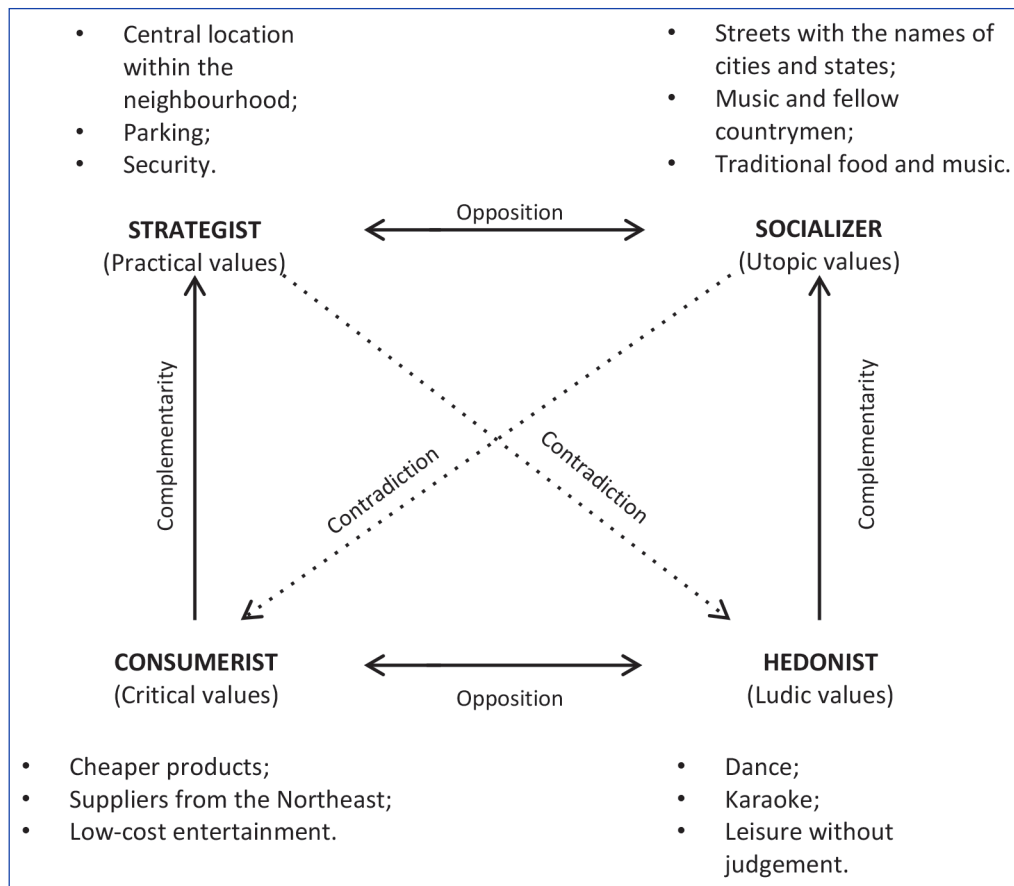 • Central location
within the
neighbourhood;
• Parking;
• Security.
• Streets with the names of
cities and states;
• Music and fellow
countrymen;
• Traditional food and music.
STRATEGIST
(Practical values)
Opposition
SOCIALIZER
(Utopic values)
Complementarity
Contradiction
Contradiction
Complementarity
CONSUMERIST
(Critical values)
Opposition
HEDONIST
(Ludic values)
• Cheaper products;
• Suppliers from the Northeast;
• Low-cost entertainment.
• Dance;
• Karaoke;
• Leisure without
judgement.